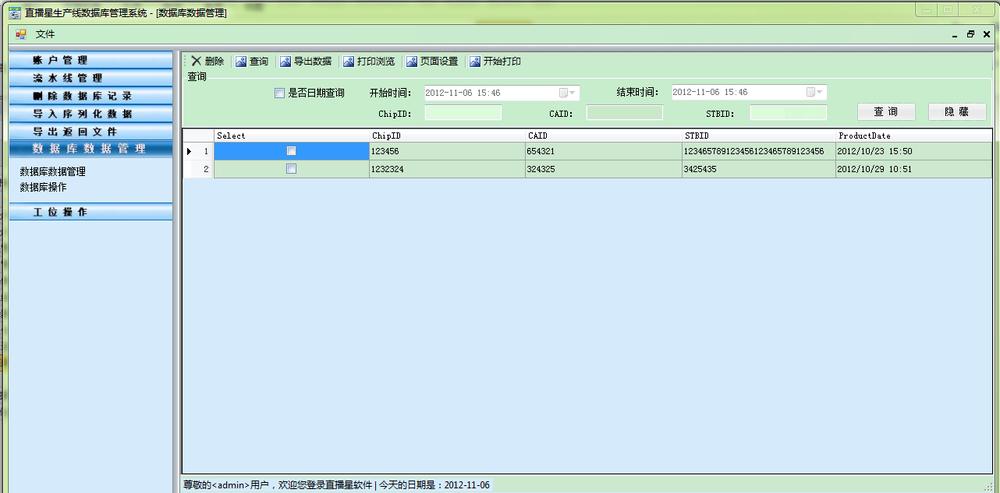 直播星生产线数据库管理系统 - [数据库数据管理]
文件
账户管理
流水线管理
删除数据库记录
导入序列化数据
导出返回文件
数据库数据管理
数据库数据管理
数据库操作
工位操作
删除 查询 导出数据 打印浏览 页面设置 开始打印
查询
是否日期查询 开始时间: 2012-11-06 15:46 结束时间: 2012-11-06 15:46
ChipID: CAID: STBID: 查询 隐藏
Select ChipID CAID STBID ProductDate
1 123456 654321 123465789123456123465789123456 2012/10/23 15:50
2 1232324 324325 3425435 2012/10/29 10:51
尊敬的<admin>用户，欢迎您登录直播星软件 | 今天的日期是：2012-11-06